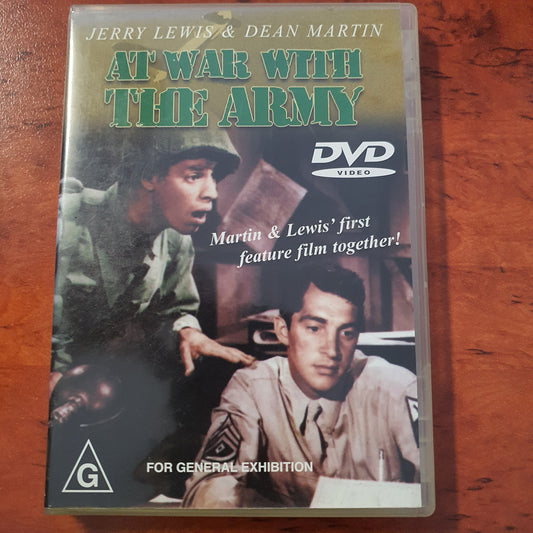 JERRY LEWIS & DEAN MARTIN
AT WAR WITH
THE ARMY
DVD
VIDEO
Martin & Lewis' first
feature film together!
G
FOR GENERAL EXHIBITION